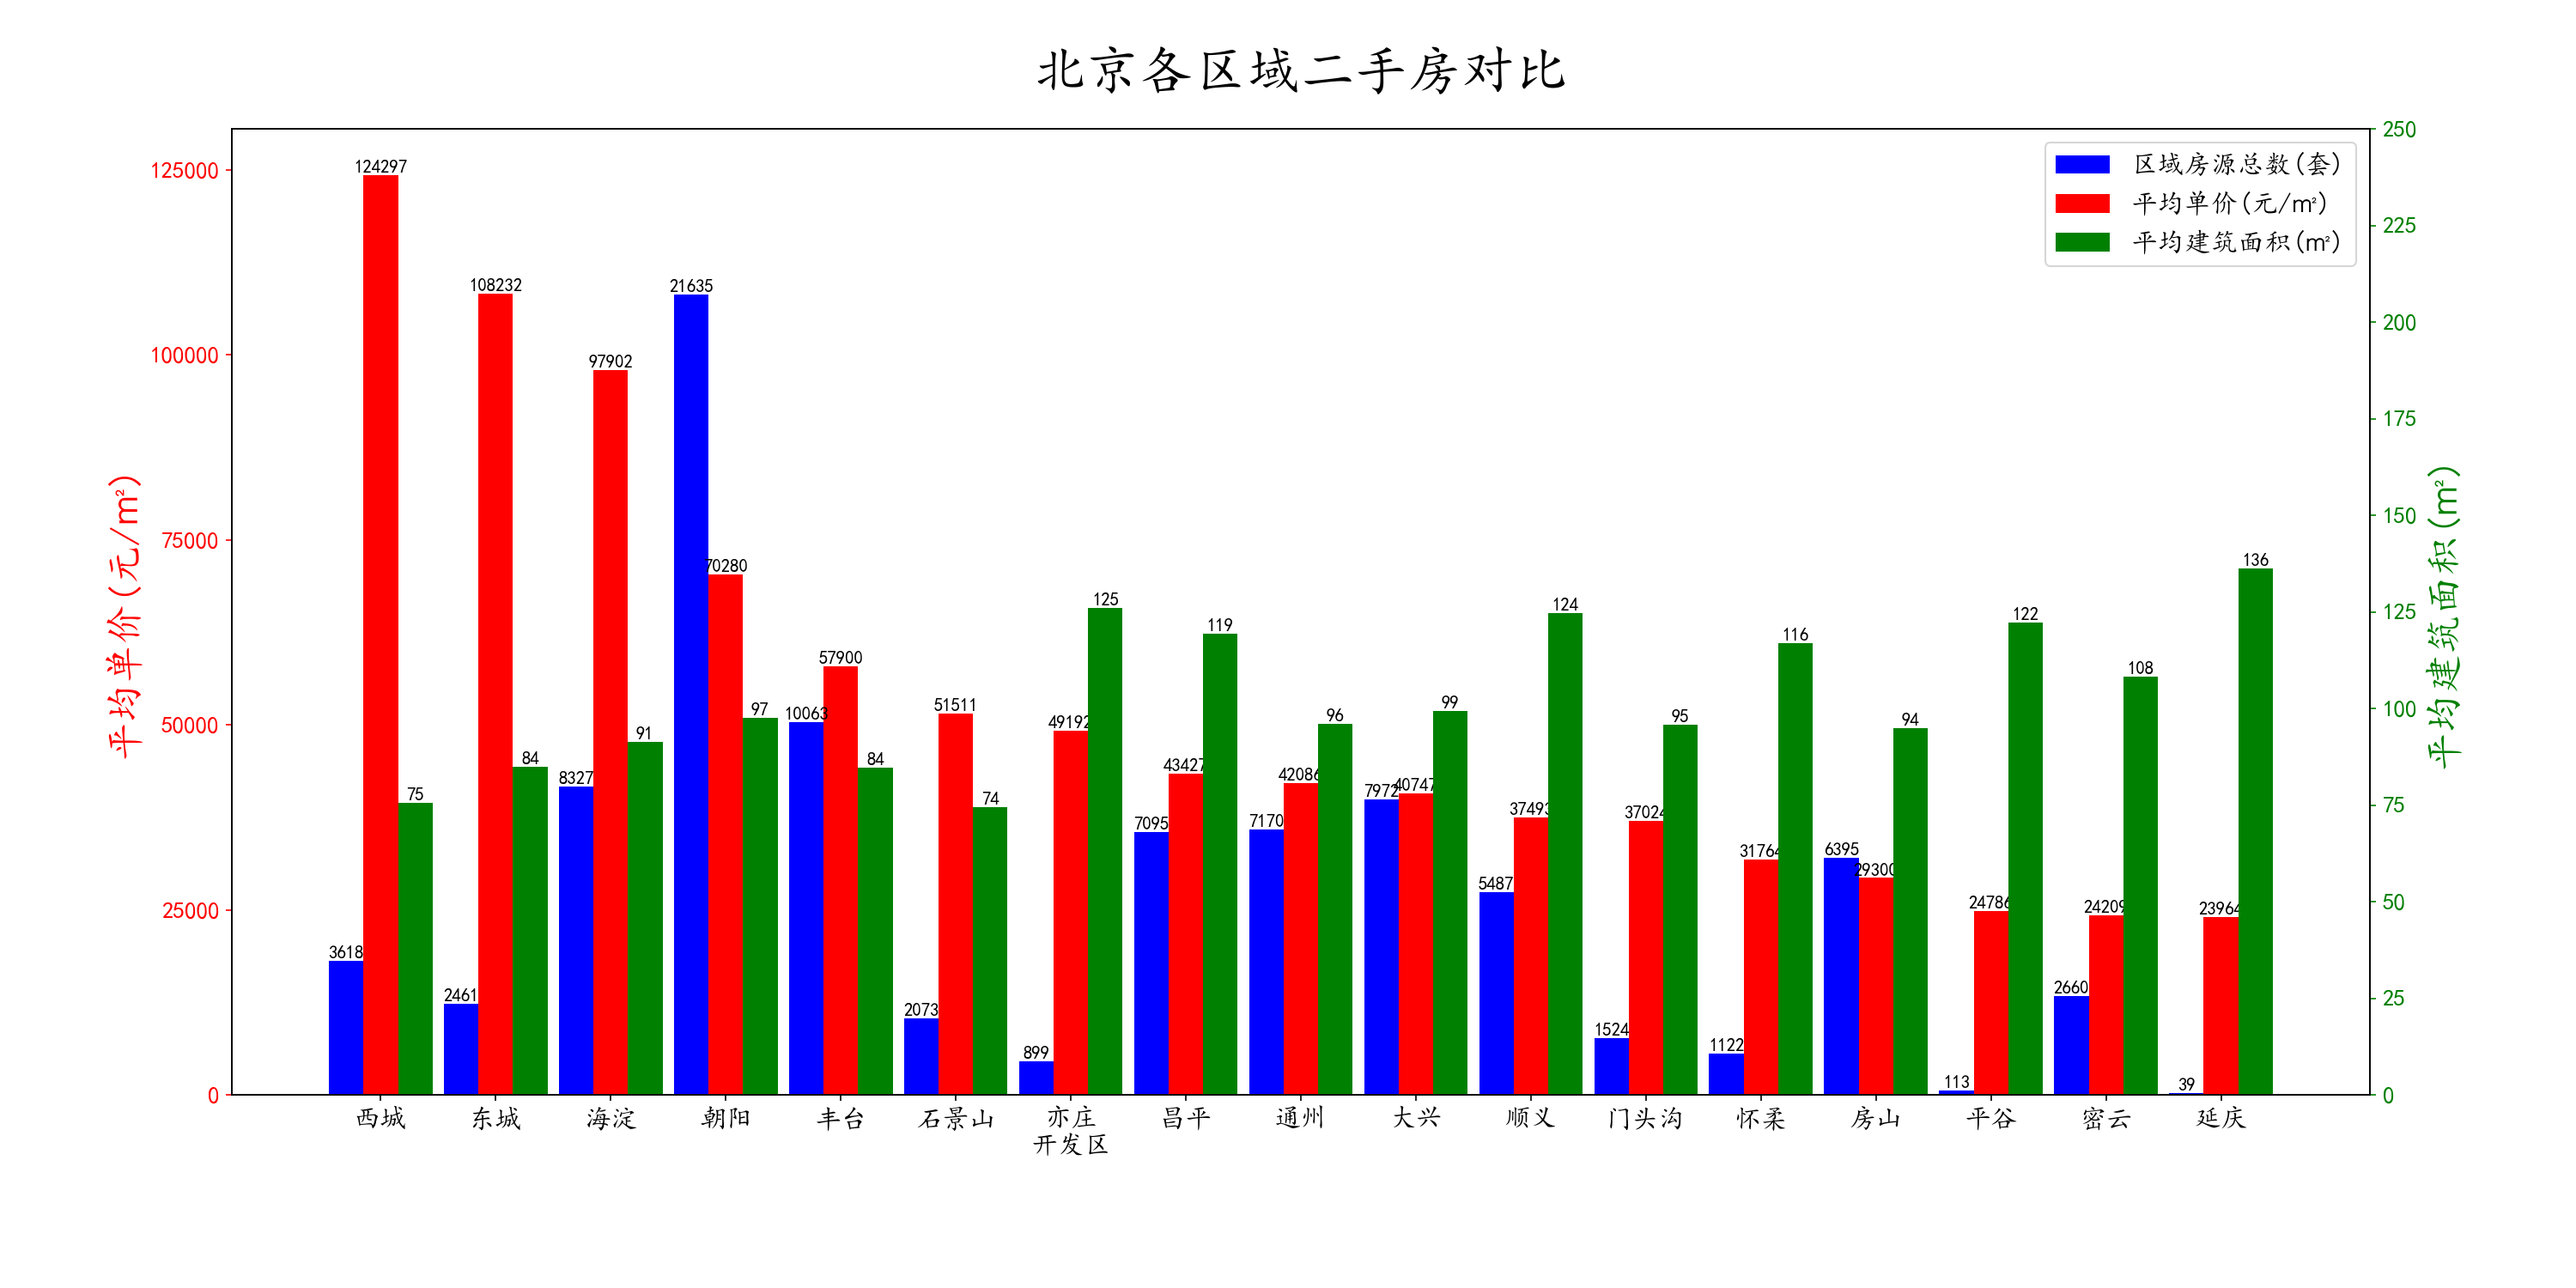 北京各区域二手房对比
区域房源总数(套)
平均单价(元/㎡)
平均建筑面积(㎡)
平均单价(元/㎡)
125000
100000
75000
50000
25000
0
平均建筑面积(㎡)
250
225
200
175
150
125
100
75
50
25
0
3618 124297 75
2461 108232 84
8327 97902 91
21635 70280 97
10063 57900 84
2073 51511 74
899 49192 125
7095 43427 119
7170 42086 96
7972 40747 99
5487 37493 124
1524 37024 95
1122 31764 116
6395 29300 94
113 24786 122
2660 24209 108
39 23964 136
西城 东城 海淀 朝阳 丰台 石景山 亦庄 昌平 通州 大兴 顺义 门头沟 怀柔 房山 平谷 密云 延庆
开发区